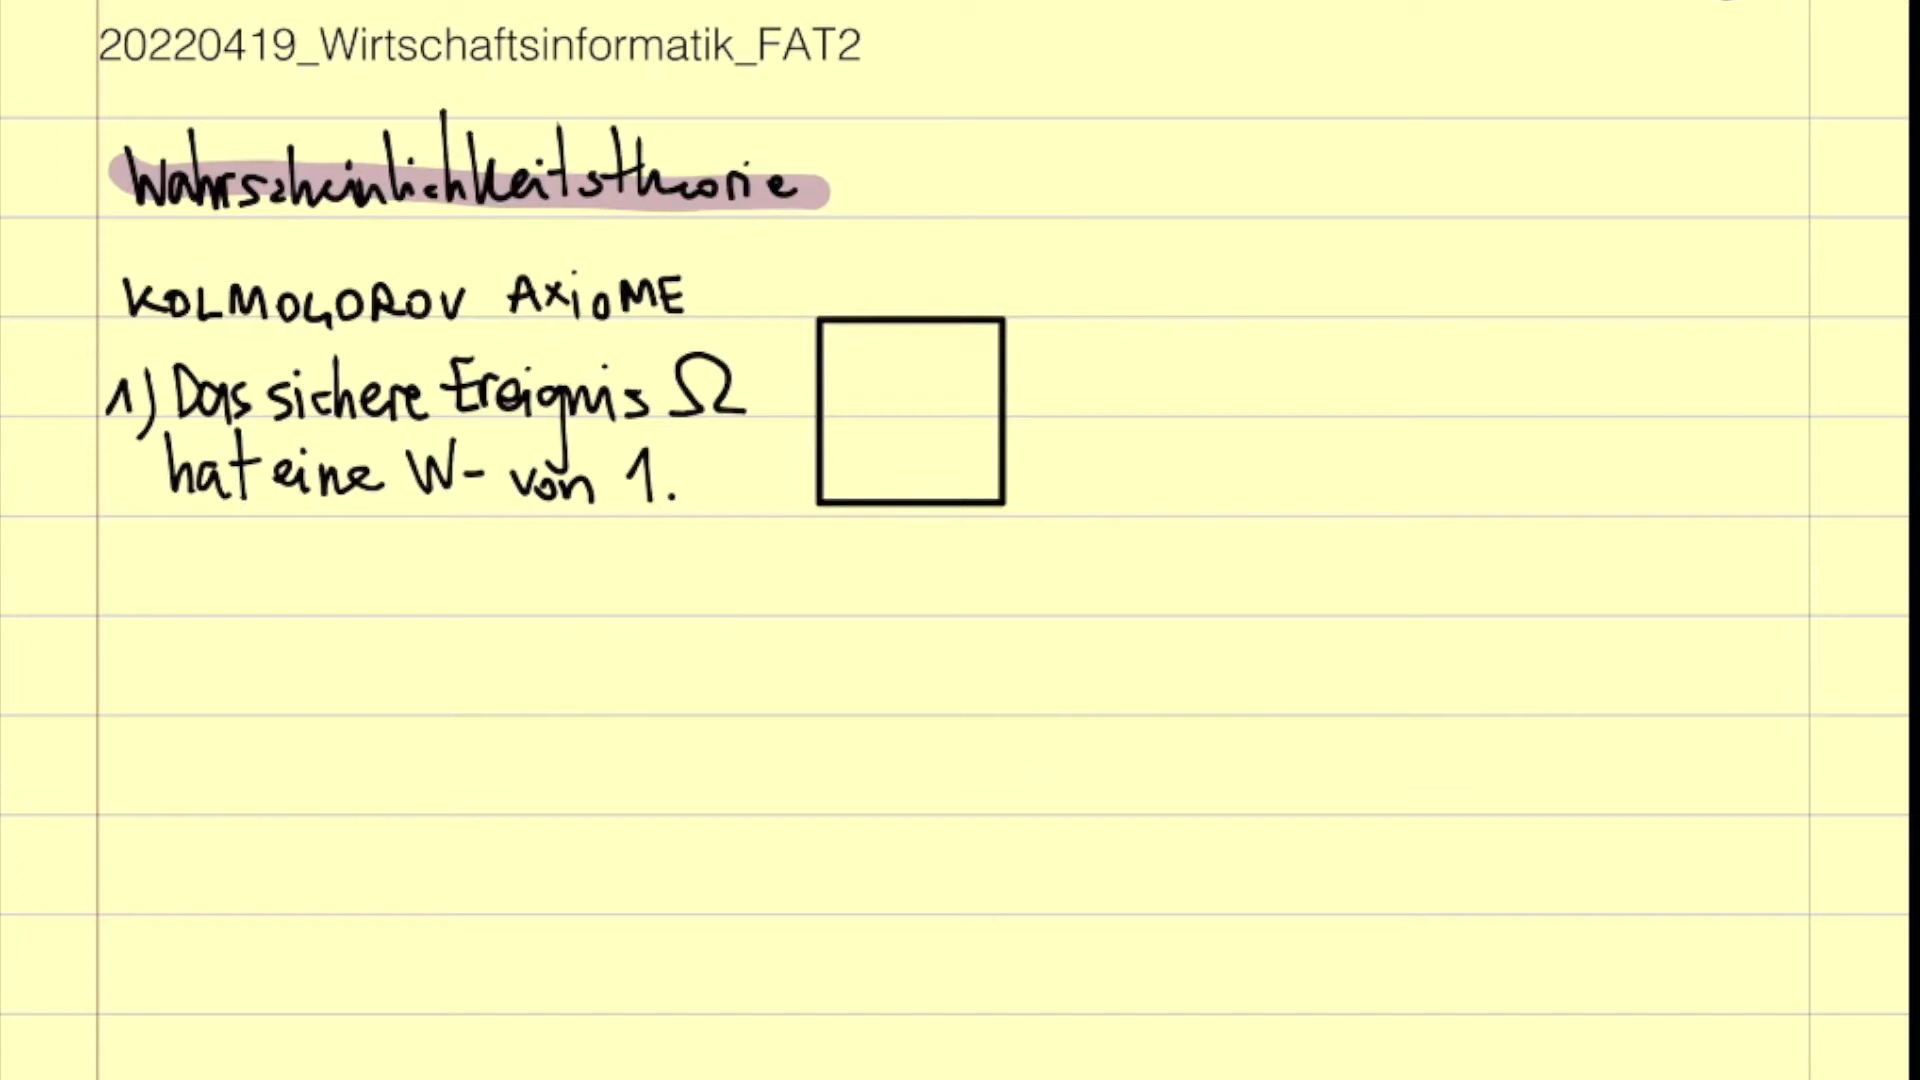 20220419_Wirtschaftsinformatik_FAT2
Wahrscheinlichkeitstheorie
KOLMOGOROV AXiOME
1) Das sichere Ereignis Ω
hat eine W- von 1.